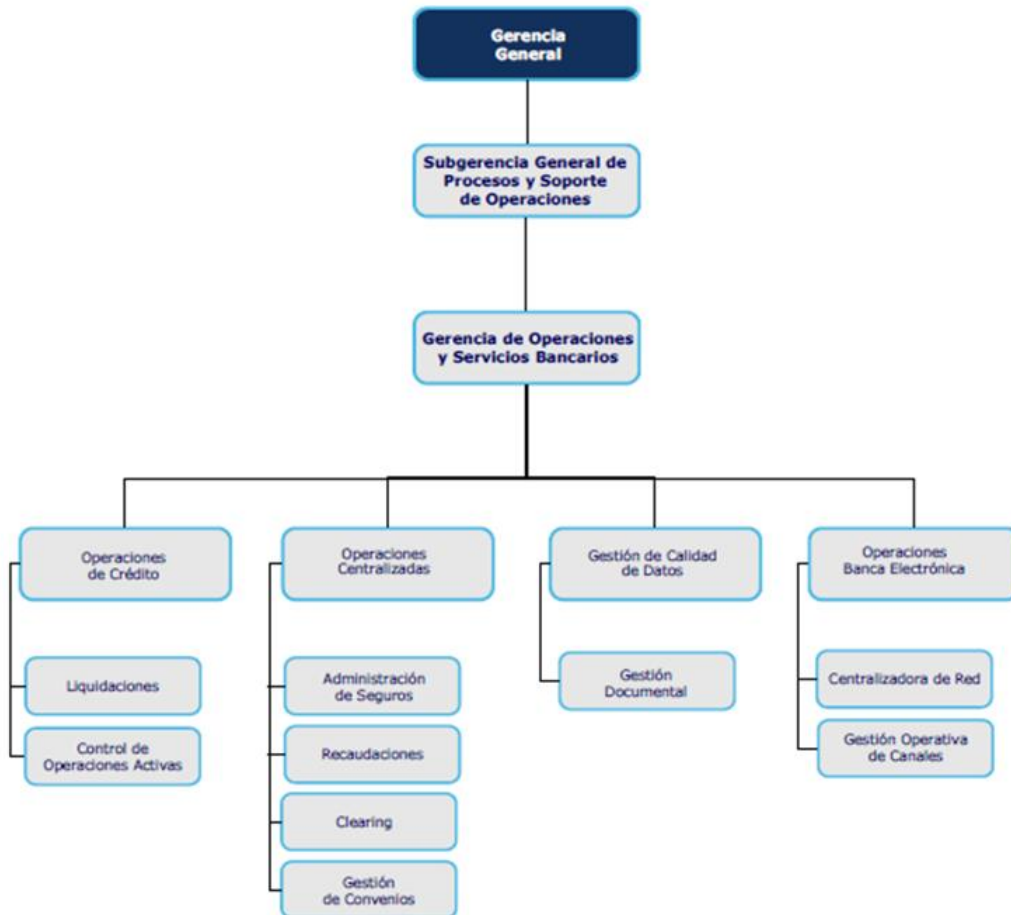 Gerencia
General
Subgerencia General de
Procesos y Soporte
de Operaciones
Gerencia de Operaciones
y Servicios Bancarios
Operaciones
de Crédito
Liquidaciones
Control de
Operaciones Activas
Operaciones
Centralizadas
Administración
de Seguros
Recaudaciones
Clearing
Gestión
de Convenios
Gestión de Calidad
de Datos
Gestión
Documental
Operaciones
Banca Electrónica
Centralizadora de Red
Gestión Operativa
de Canales